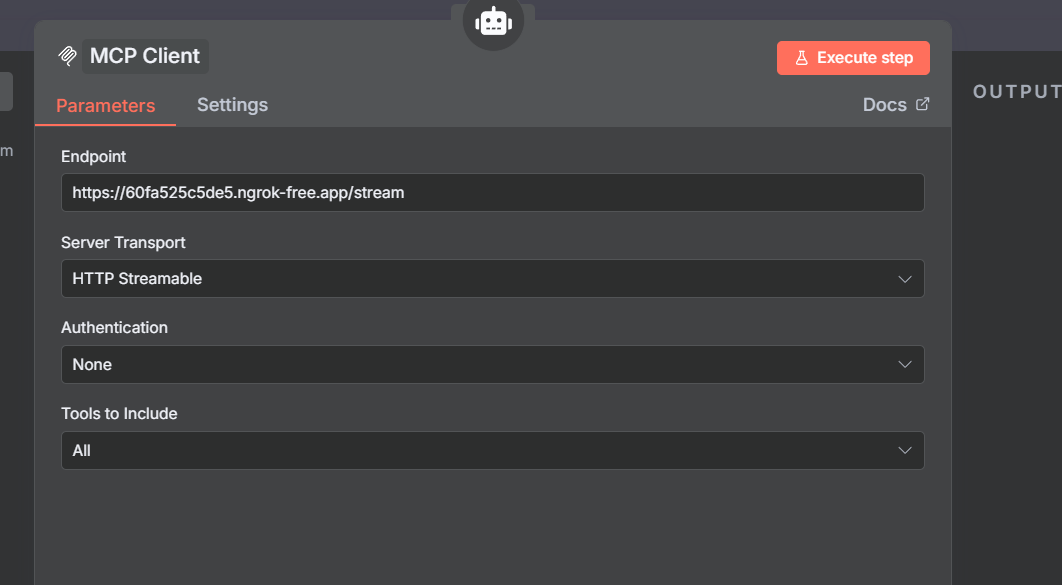 MCP Client
Execute step
Parameters
Settings
Docs
OUTPUT
m
Endpoint
https://60fa525c5de5.ngrok-free.app/stream
Server Transport
HTTP Streamable
Authentication
None
Tools to Include
All